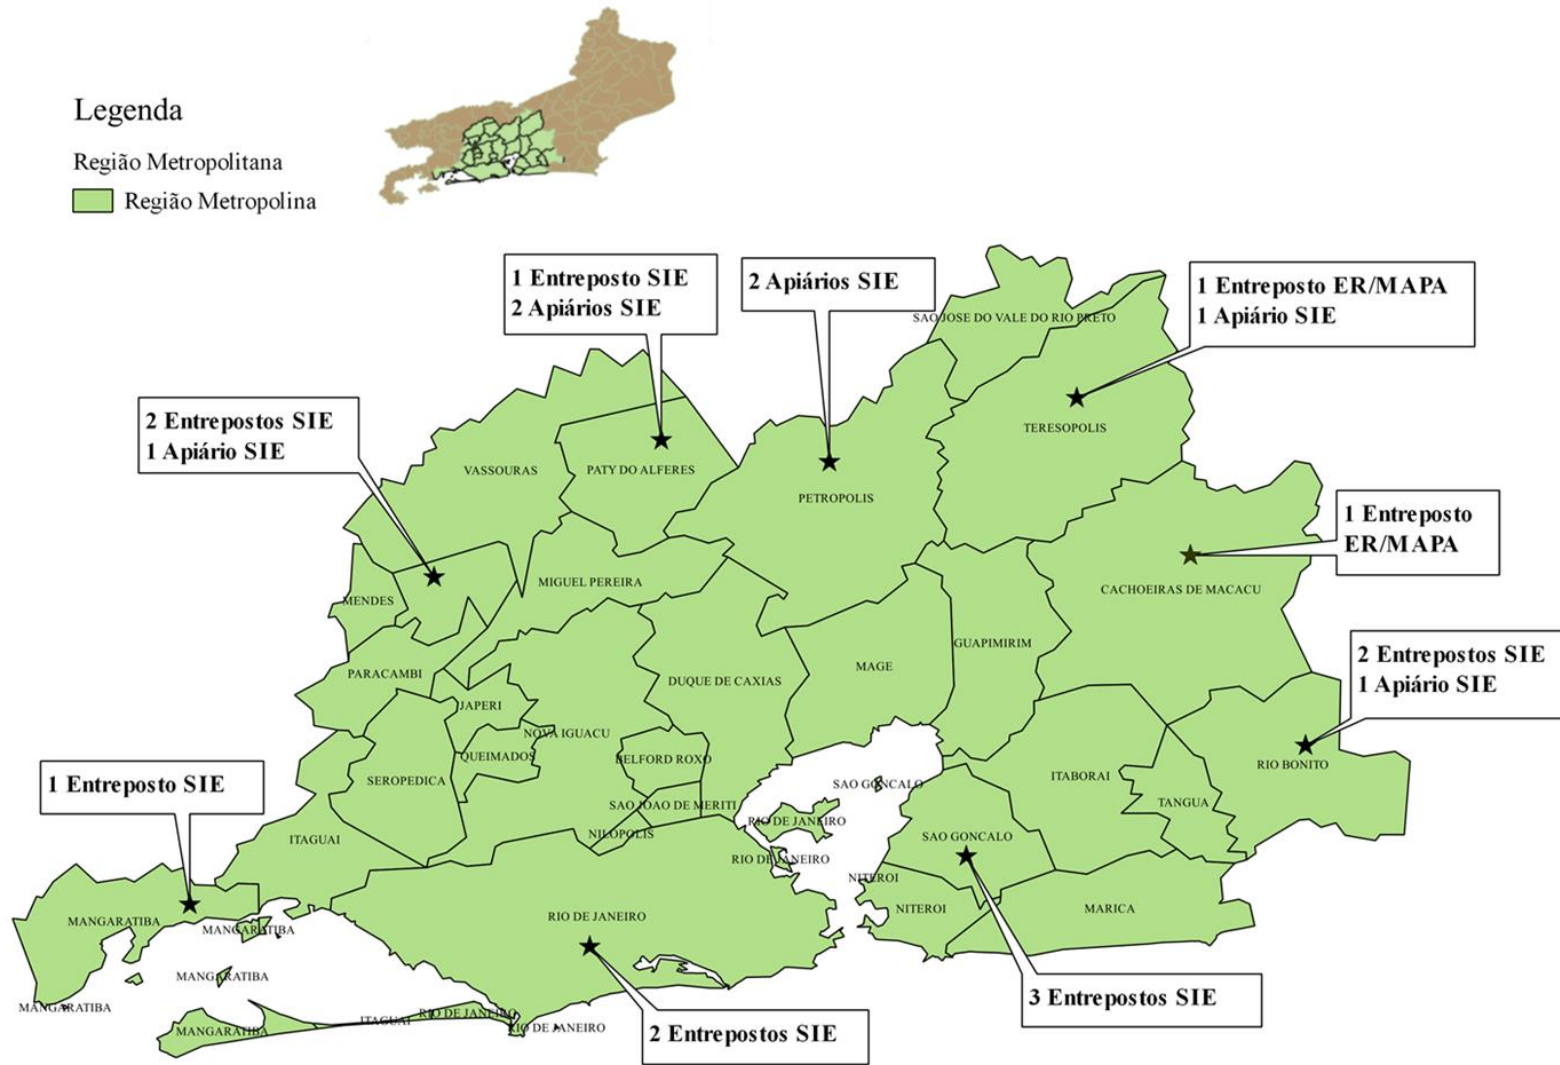 Legenda
Região Metropolitana
Região Metropolina
1 Entreposto SIE
2 Apiários SIE
2 Apiários SIE
1 Entreposto ER/MAPA
1 Apiário SIE
SAO JOSE DO VALE DO RIO PRETO
2 Entrepostos SIE
1 Apiário SIE
TERESOPOLIS
VASSOURAS
PATY DO ALFERES
PETROPOLIS
1 Entreposto
ER/MAPA
MIGUEL PEREIRA
CACHOEIRAS DE MACACU
MENDES
GUAPIMIRIM
2 Entrepostos SIE
1 Apiário SIE
PARACAMBI
MAGE
DUQUE DE CAXIAS
JAPERI
NOVA IGUACU
QUEIMADOS
BELFORD ROXO
RIO BONITO
1 Entreposto SIE
SEROPEDICA
ITABORAI
SAO GONCALO
TANGUA
SAO JOAO DE MERITI
RIO DE JANEIRO
NILOPOLIS
SAO GONCALO
ITAGUAI
RIO DE JANEIRO
NITEROI
NITEROI
MARICA
MANGARATIBA
RIO DE JANEIRO
MANGARATIBA
MANGARATIBA
3 Entrepostos SIE
MANGARATIBA
RIO DE JANEIRO
ITAGUAI
MANGARATIBA
RIO DE JANEIRO
2 Entrepostos SIE